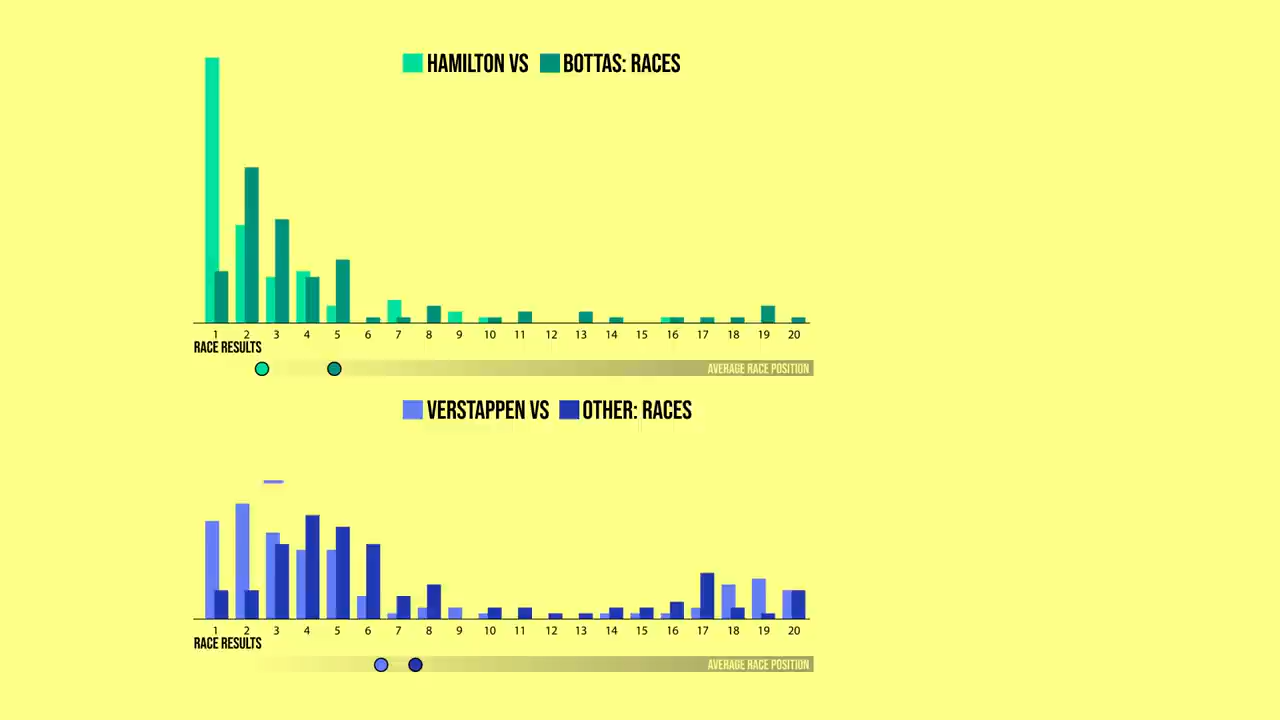 HAMILTON VS BOTTAS: RACES
1 2 3 4 5 6 7 8 9 10 11 12 13 14 15 16 17 18 19 20
RACE RESULTS
AVERAGE RACE POSITION
VERSTAPPEN VS OTHER: RACES
1 2 3 4 5 6 7 8 9 10 11 12 13 14 15 16 17 18 19 20
RACE RESULTS
AVERAGE RACE POSITION